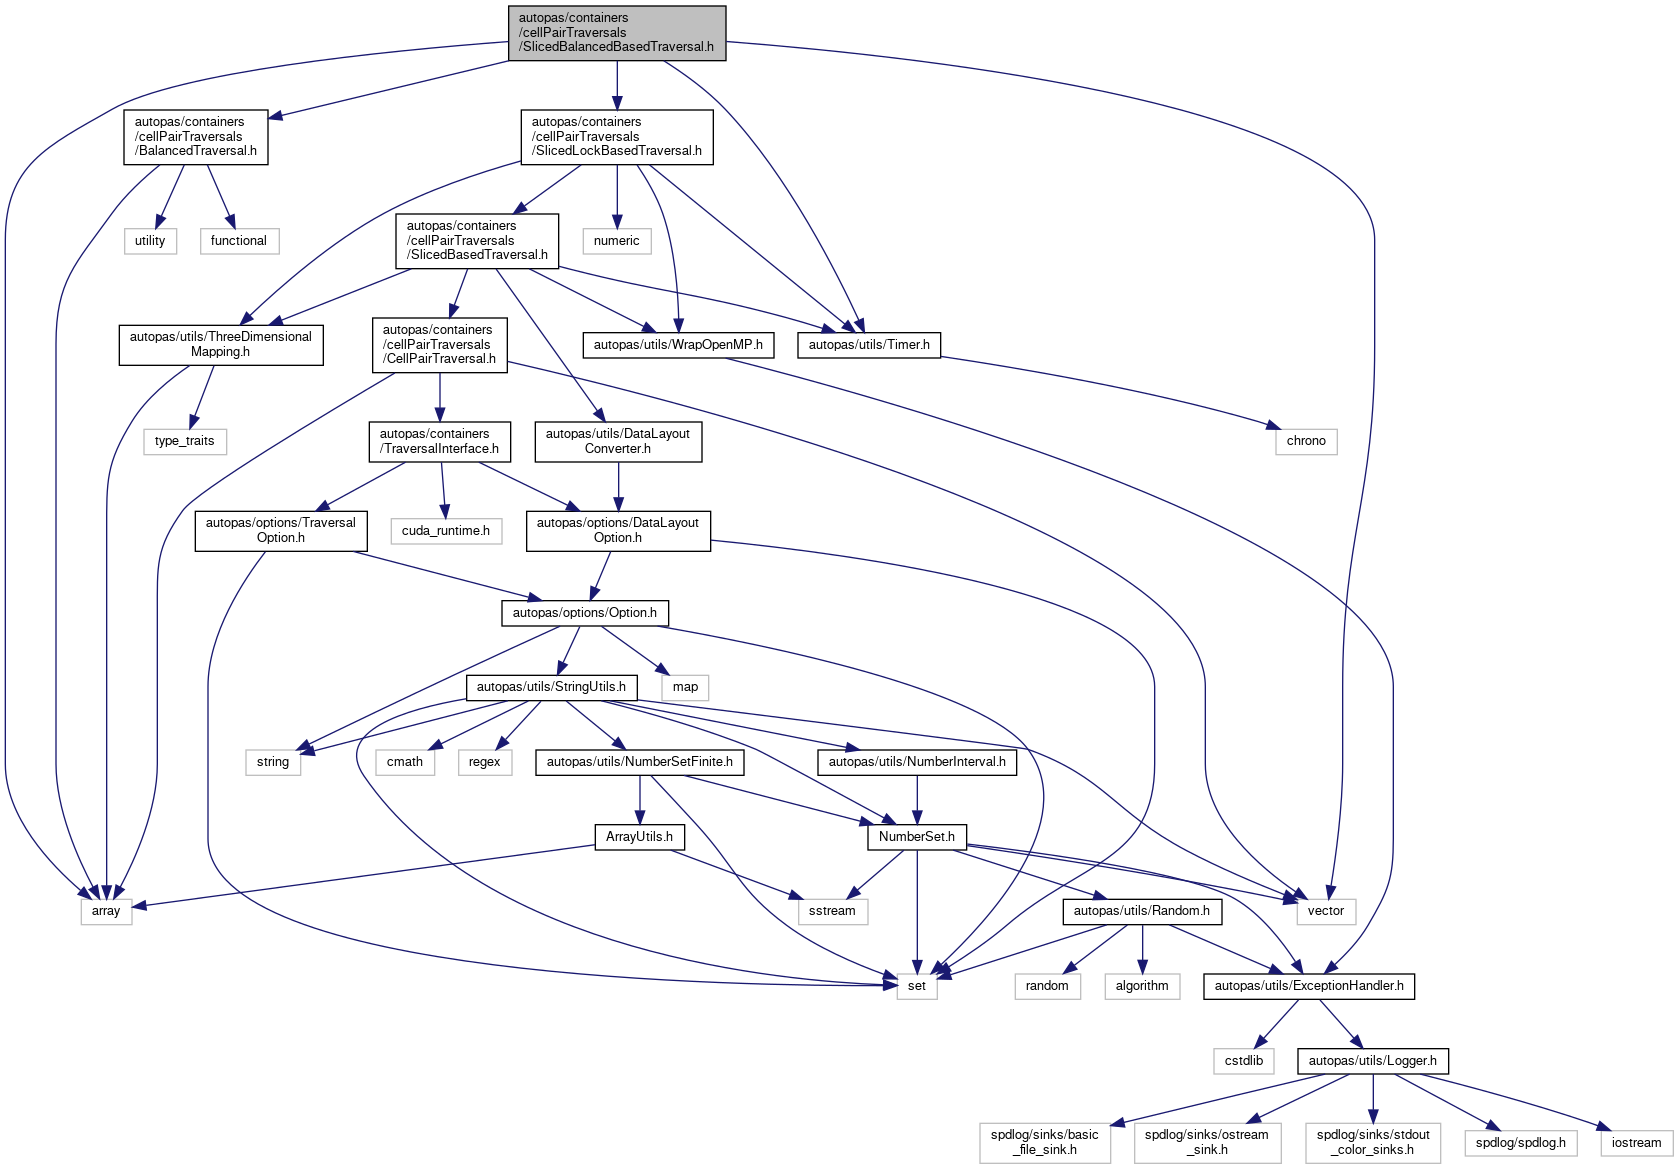 autopas/containers
/cellPairTraversals
/SlicedBalancedBasedTraversal.h
autopas/containers
/cellPairTraversals
/BalancedTraversal.h
autopas/containers
/cellPairTraversals
/SlicedLockBasedTraversal.h
utility
functional
autopas/containers
/cellPairTraversals
/SlicedBasedTraversal.h
numeric
autopas/utils/ThreeDimensional
Mapping.h
autopas/containers
/cellPairTraversals
/CellPairTraversal.h
autopas/utils/WrapOpenMP.h
autopas/utils/Timer.h
type_traits
autopas/containers
/TraversalInterface.h
autopas/utils/DataLayout
Converter.h
chrono
autopas/options/Traversal
Option.h
cuda_runtime.h
autopas/options/DataLayout
Option.h
autopas/options/Option.h
autopas/utils/StringUtils.h
map
string
cmath
regex
autopas/utils/NumberSetFinite.h
autopas/utils/NumberInterval.h
ArrayUtils.h
NumberSet.h
array
sstream
autopas/utils/Random.h
vector
set
random
algorithm
autopas/utils/ExceptionHandler.h
cstdlib
autopas/utils/Logger.h
spdlog/sinks/basic
_file_sink.h
spdlog/sinks/ostream
_sink.h
spdlog/sinks/stdout
_color_sinks.h
spdlog/spdlog.h
iostream